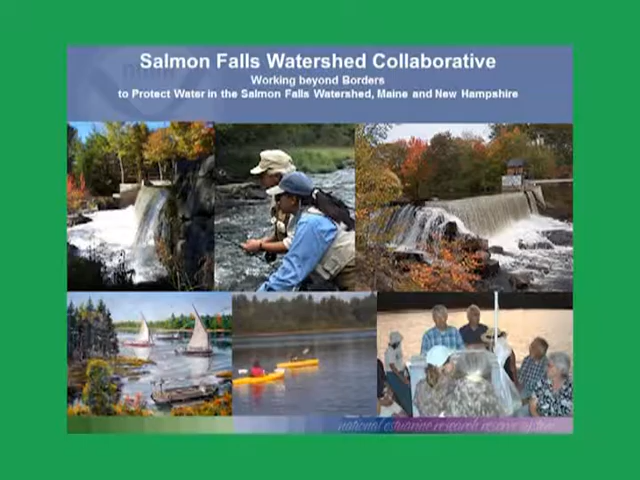 Salmon Falls Watershed Collaborative
Working beyond Borders
to Protect Water in the Salmon Falls Watershed, Maine and New Hampshire
national estuarine research reserve system